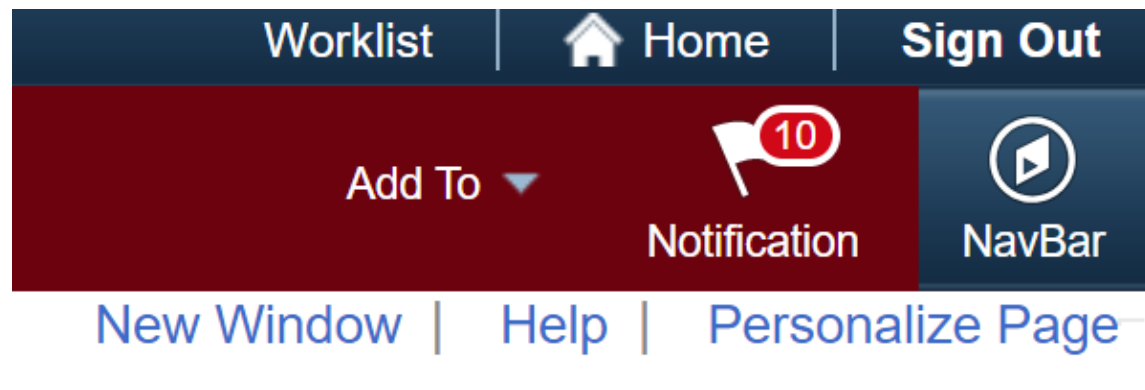 Worklist | Home | Sign Out
10
Add To
Notification NavBar
New Window | Help | Personalize Page